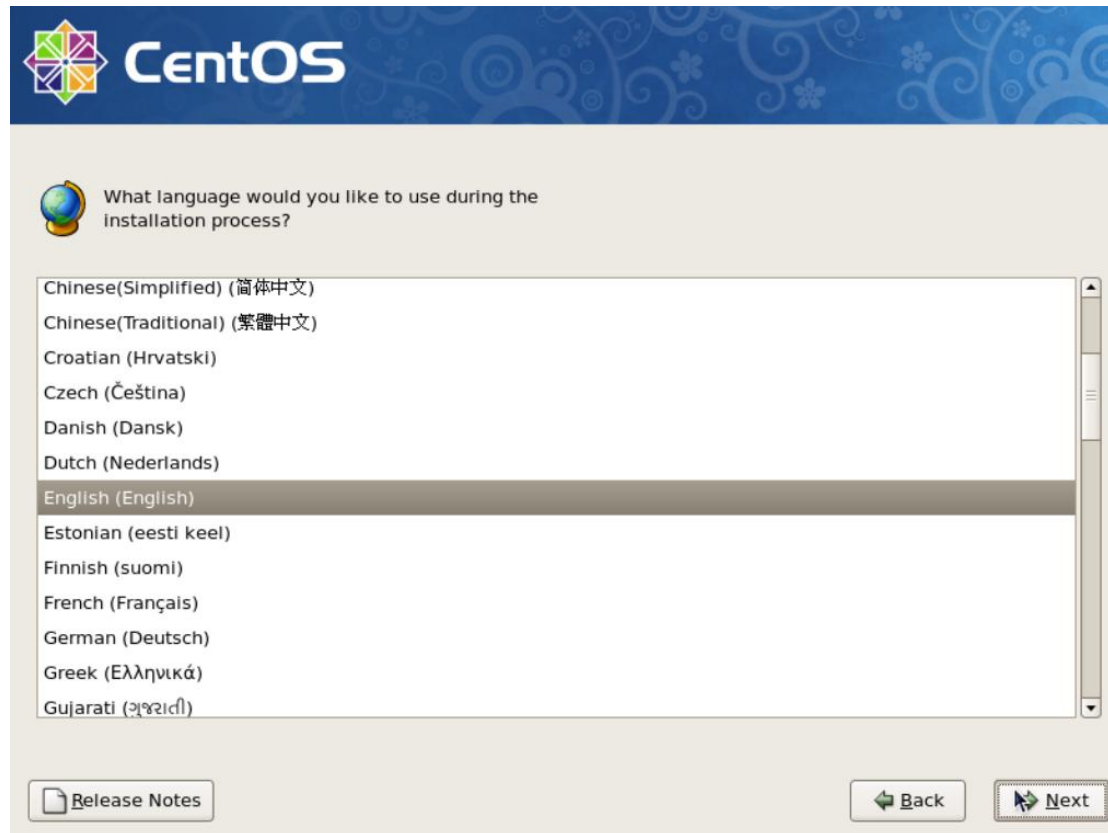 CentOS
What language would you like to use during the
installation process?
Chinese(Simplified) (简体中文)
Chinese(Traditional) (繁體中文)
Croatian (Hrvatski)
Czech (Čeština)
Danish (Dansk)
Dutch (Nederlands)
English (English)
Estonian (eesti keel)
Finnish (suomi)
French (Français)
German (Deutsch)
Greek (Ελληνικά)
Gujarati (ગુજરાતી)
Release Notes
Back
Next